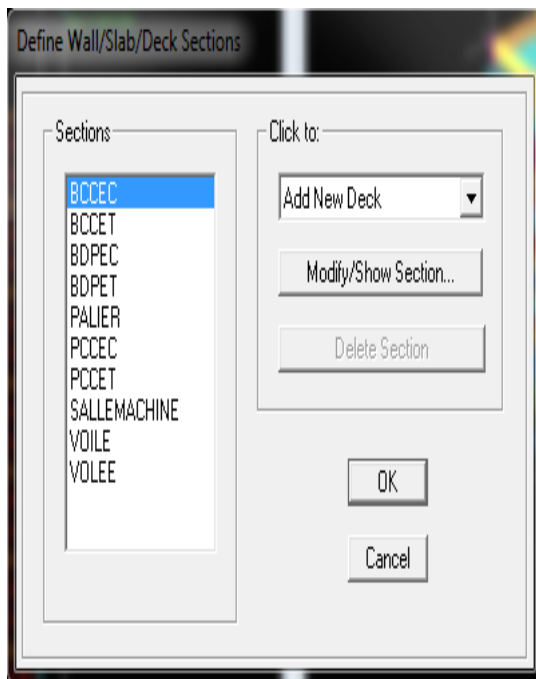 Define Wall/Slab/Deck Sections
Sections
BCCEC
BCCET
BDPEC
BDPET
PALIER
PCCEC
PCCET
SALLEMACHINE
VOILE
VOLEE
Click to:
Add New Deck
Modify/Show Section...
Delete Section
OK
Cancel